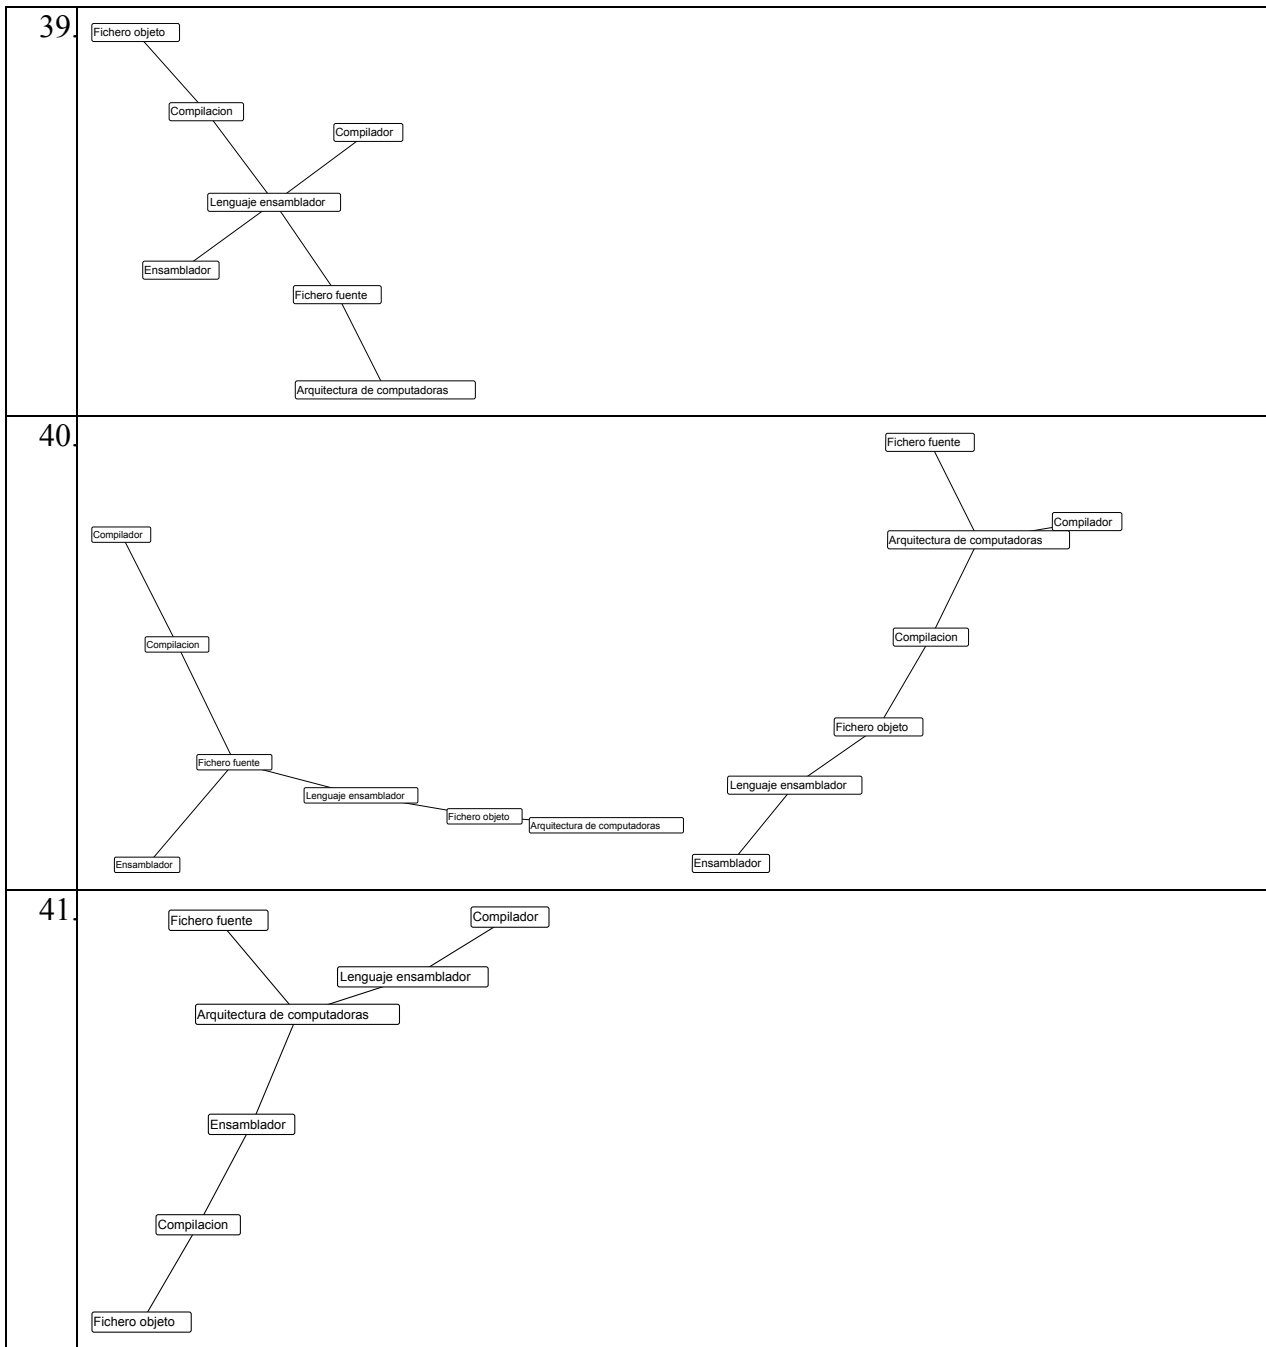 39.
Fichero objeto
Compilacion
Compilador
Lenguaje ensamblador
Ensamblador
Fichero fuente
Arquitectura de computadoras
40.
Compilador
Compilacion
Fichero fuente
Lenguaje ensamblador
Fichero objeto
Arquitectura de computadoras
Ensamblador
Fichero fuente
Compilador
Arquitectura de computadoras
Compilacion
Fichero objeto
Lenguaje ensamblador
Ensamblador
41.
Fichero fuente
Compilador
Lenguaje ensamblador
Arquitectura de computadoras
Ensamblador
Compilacion
Fichero objeto